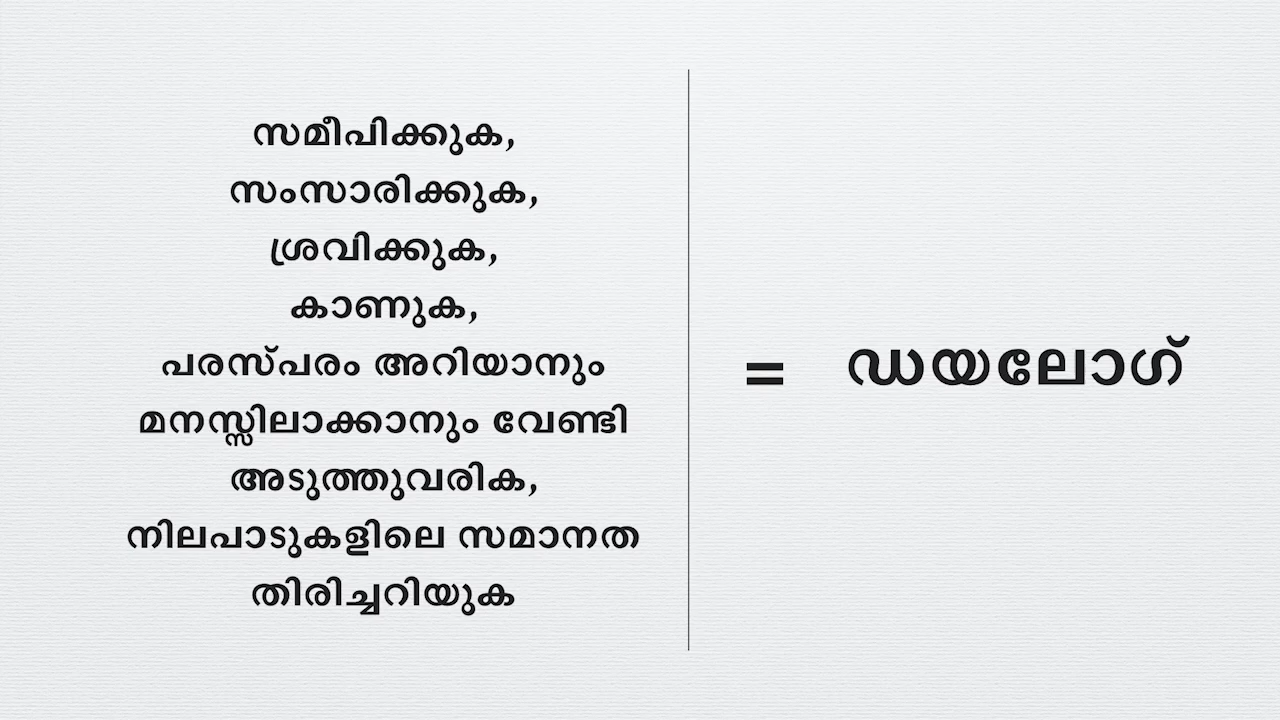 സമീപിക്കുക,
സംസാരിക്കുക,
ശ്രവിക്കുക,
കാണുക,
പരസ്പരം അറിയാനും
മനസ്സിലാക്കാനും വേണ്ടി
അടുത്തുവരിക,
നിലപാടുകളിലെ സമാനത
തിരിച്ചറിയുക
= ഡയലോഗ്